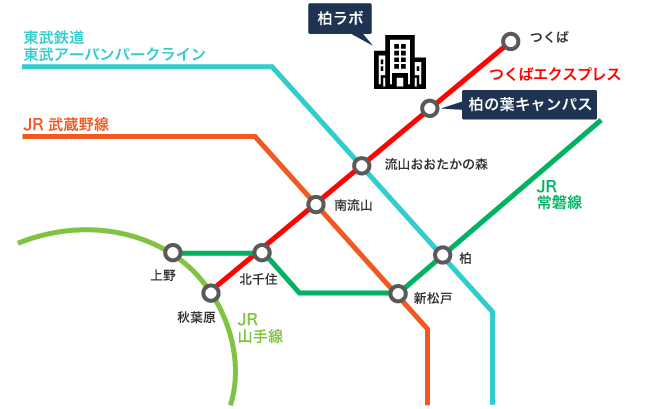 柏ラボ
東武鉄道
東武アーバンパークライン
つくば
つくばエクスプレス
柏の葉キャンパス
JR 武蔵野線
流山おおたかの森
JR
常磐線
南流山
柏
上野
北千住
新松戸
秋葉原
JR
山手線